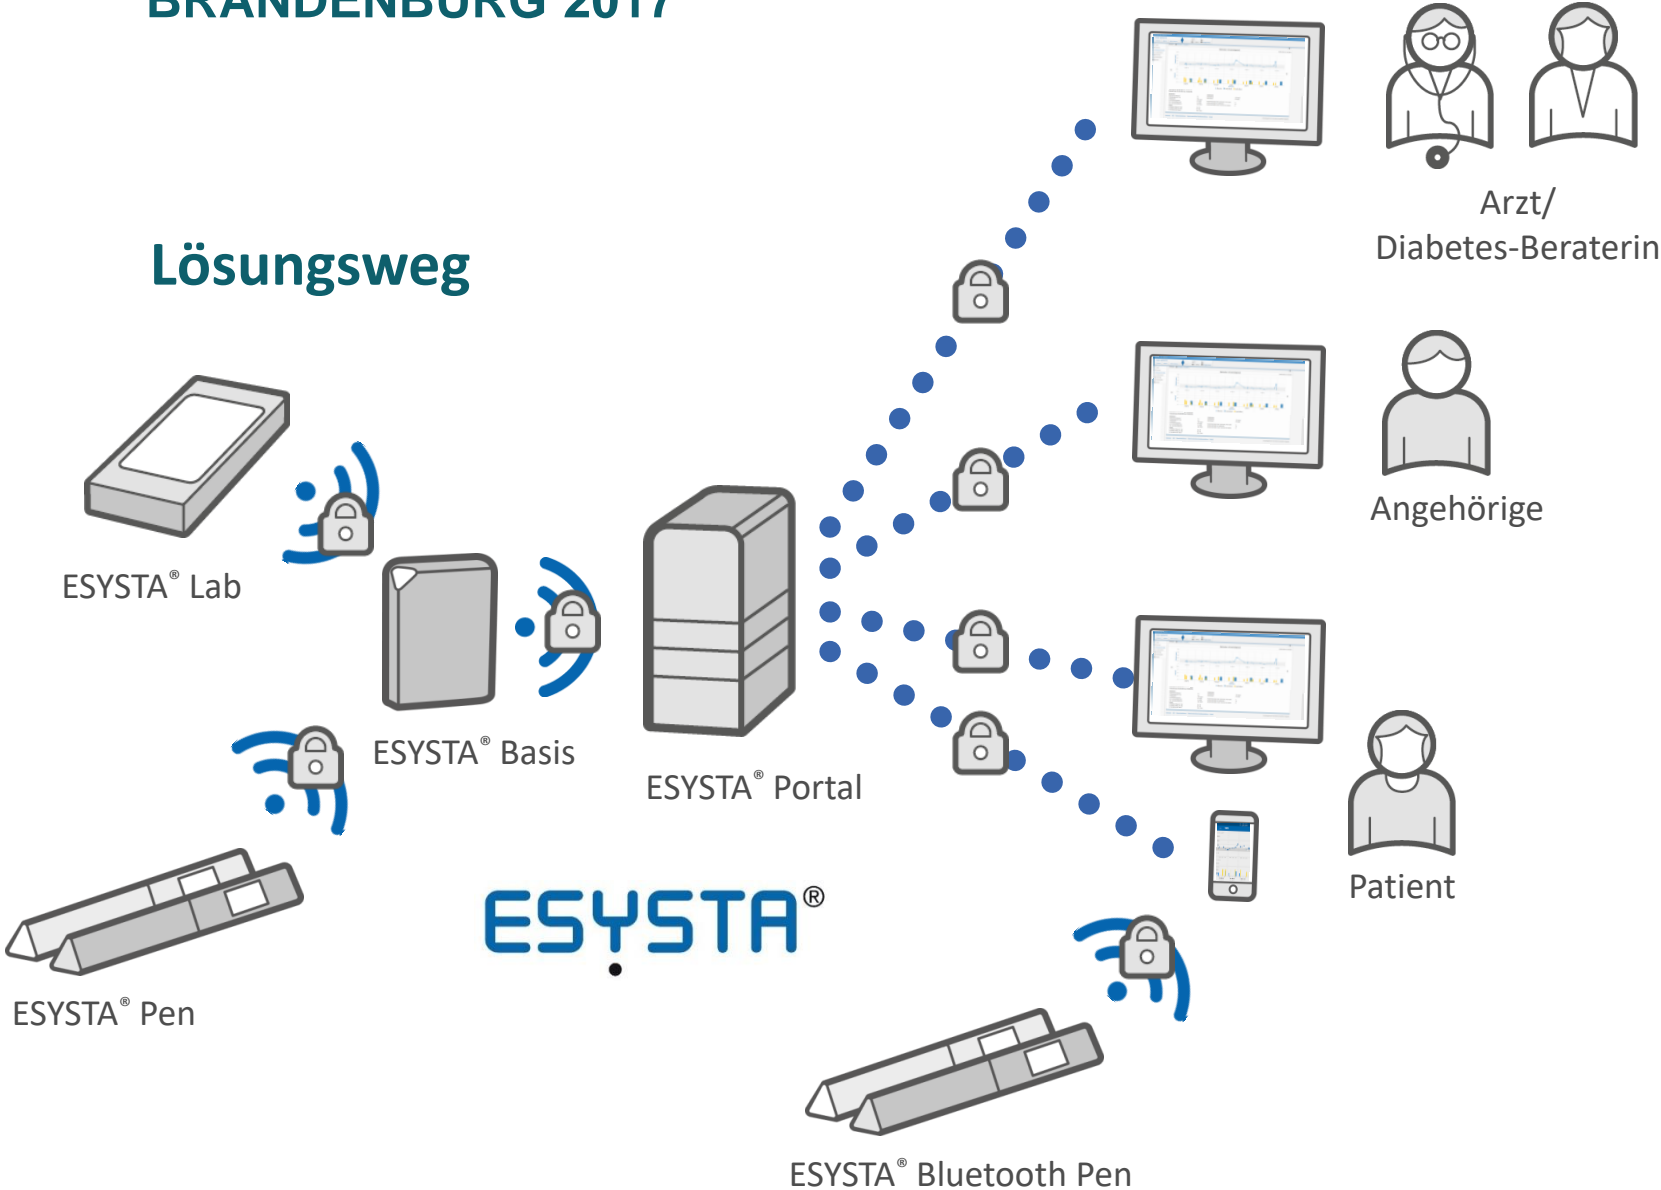 BRANDENBURG 2017
Arzt/
Diabetes-Beraterin
Lösungsweg
Angehörige
ESYSTA® Lab
ESYSTA® Basis
ESYSTA® Portal
Patient
ESYSTA®
ESYSTA® Pen
ESYSTA® Bluetooth Pen